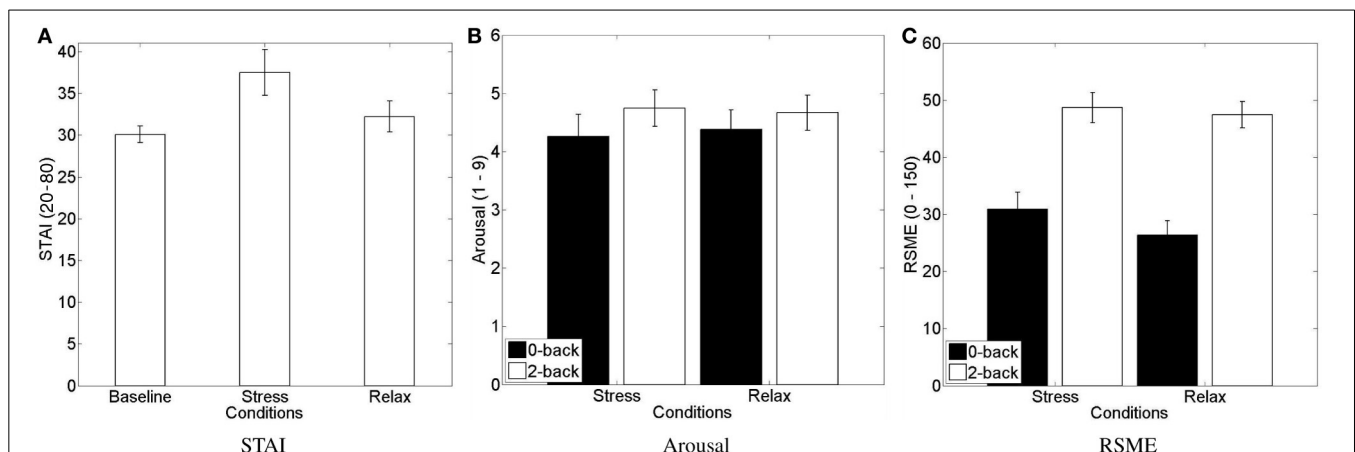 A
STAI (20-80)
40
35
30
25
20
15
10
5
0
Baseline Stress Relax
Conditions
STAI
B
Arousal (1 - 9)
6
5
4
3
2
1
0
0-back
2-back
Stress Relax
Conditions
Arousal
C
RSME (0 - 150)
60
50
40
30
20
10
0
0-back
2-back
Stress Relax
Conditions
RSME